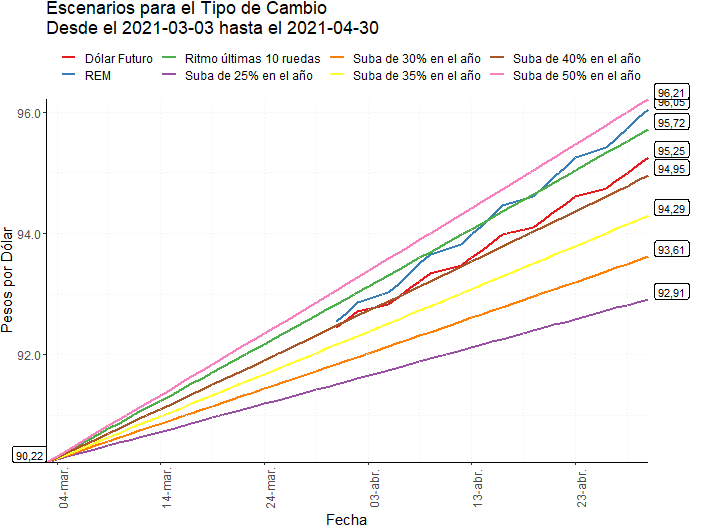 Escenarios para el Tipo de Cambio
Desde el 2021-03-03 hasta el 2021-04-30
Dólar Futuro
Ritmo últimas 10 ruedas
Suba de 30% en el año
Suba de 40% en el año
REM
Suba de 25% en el año
Suba de 35% en el año
Suba de 50% en el año
96,21
96,05
95,72
95,25
94,95
94,29
93,61
92,91
90,22
96.0
94.0
92.0
Pesos por Dólar
04-mar.
14-mar.
24-mar.
03-abr.
13-abr.
23-abr.
Fecha